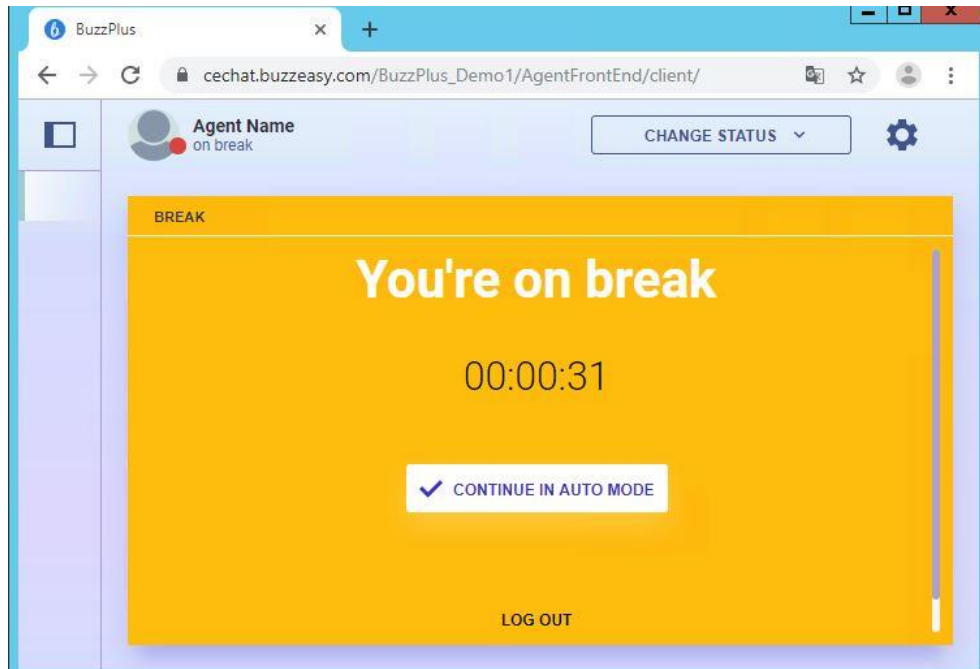 BuzzPlus
cechat.buzzeasy.com/BuzzPlus_Demo1/AgentFrontEnd/client/
Agent Name
on break
CHANGE STATUS
BREAK
You're on break
00:00:31
CONTINUE IN AUTO MODE
LOG OUT